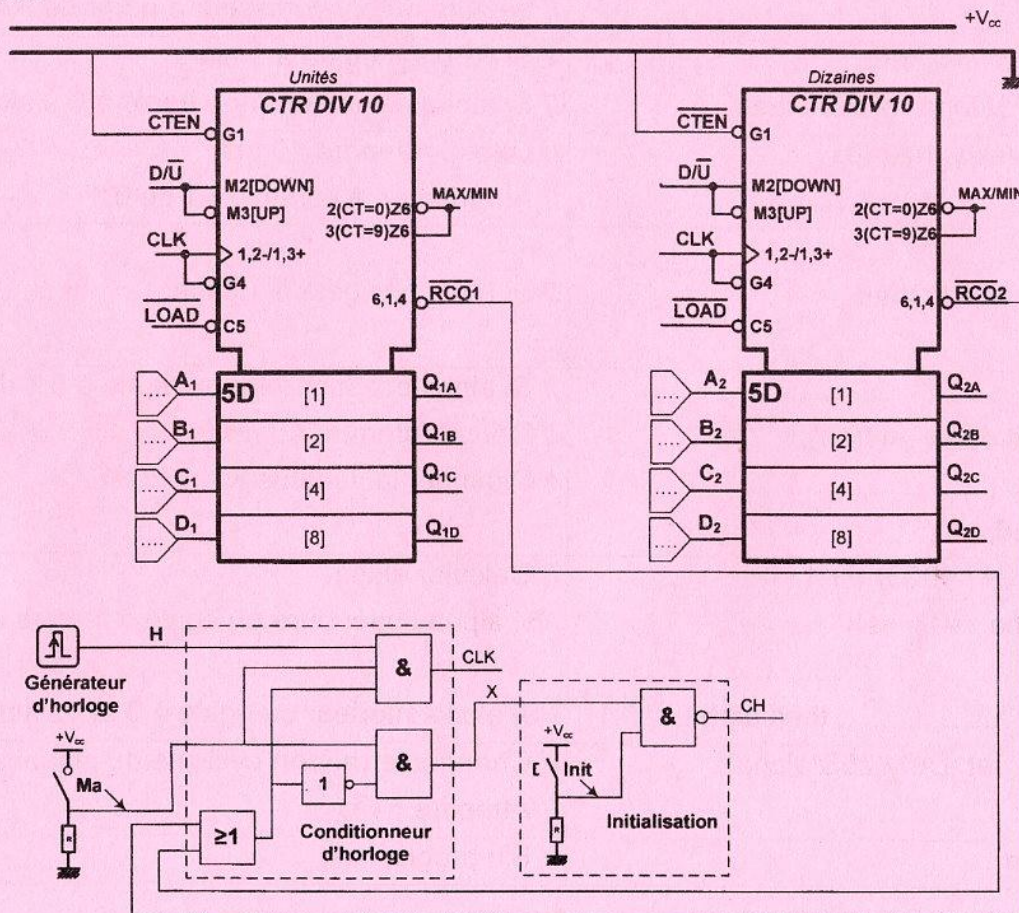 +Vcc
Unités
CTR DIV 10
CTEN
G1
D/U
M2[DOWN]
M3[UP]
MAX/MIN
2(CT=0)Z6
3(CT=9)Z6
CLK
1,2-/1,3+
G4
6,1,4
RCO1
LOAD
C5
A1
5D
[1]
Q1A
B1
[2]
Q1B
C1
[4]
Q1C
D1
[8]
Q1D
Dizaines
CTR DIV 10
CTEN
G1
D/U
M2[DOWN]
M3[UP]
MAX/MIN
2(CT=0)Z6
3(CT=9)Z6
CLK
1,2-/1,3+
G4
6,1,4
RCO2
LOAD
C5
A2
5D
[1]
Q2A
B2
[2]
Q2B
C2
[4]
Q2C
D2
[8]
Q2D
H
Générateur
d'horloge
&
CLK
X
+Vcc
Ma
R
≥1
1
&
Conditionneur
d'horloge
+Vcc
Init
R
&
CH
Initialisation